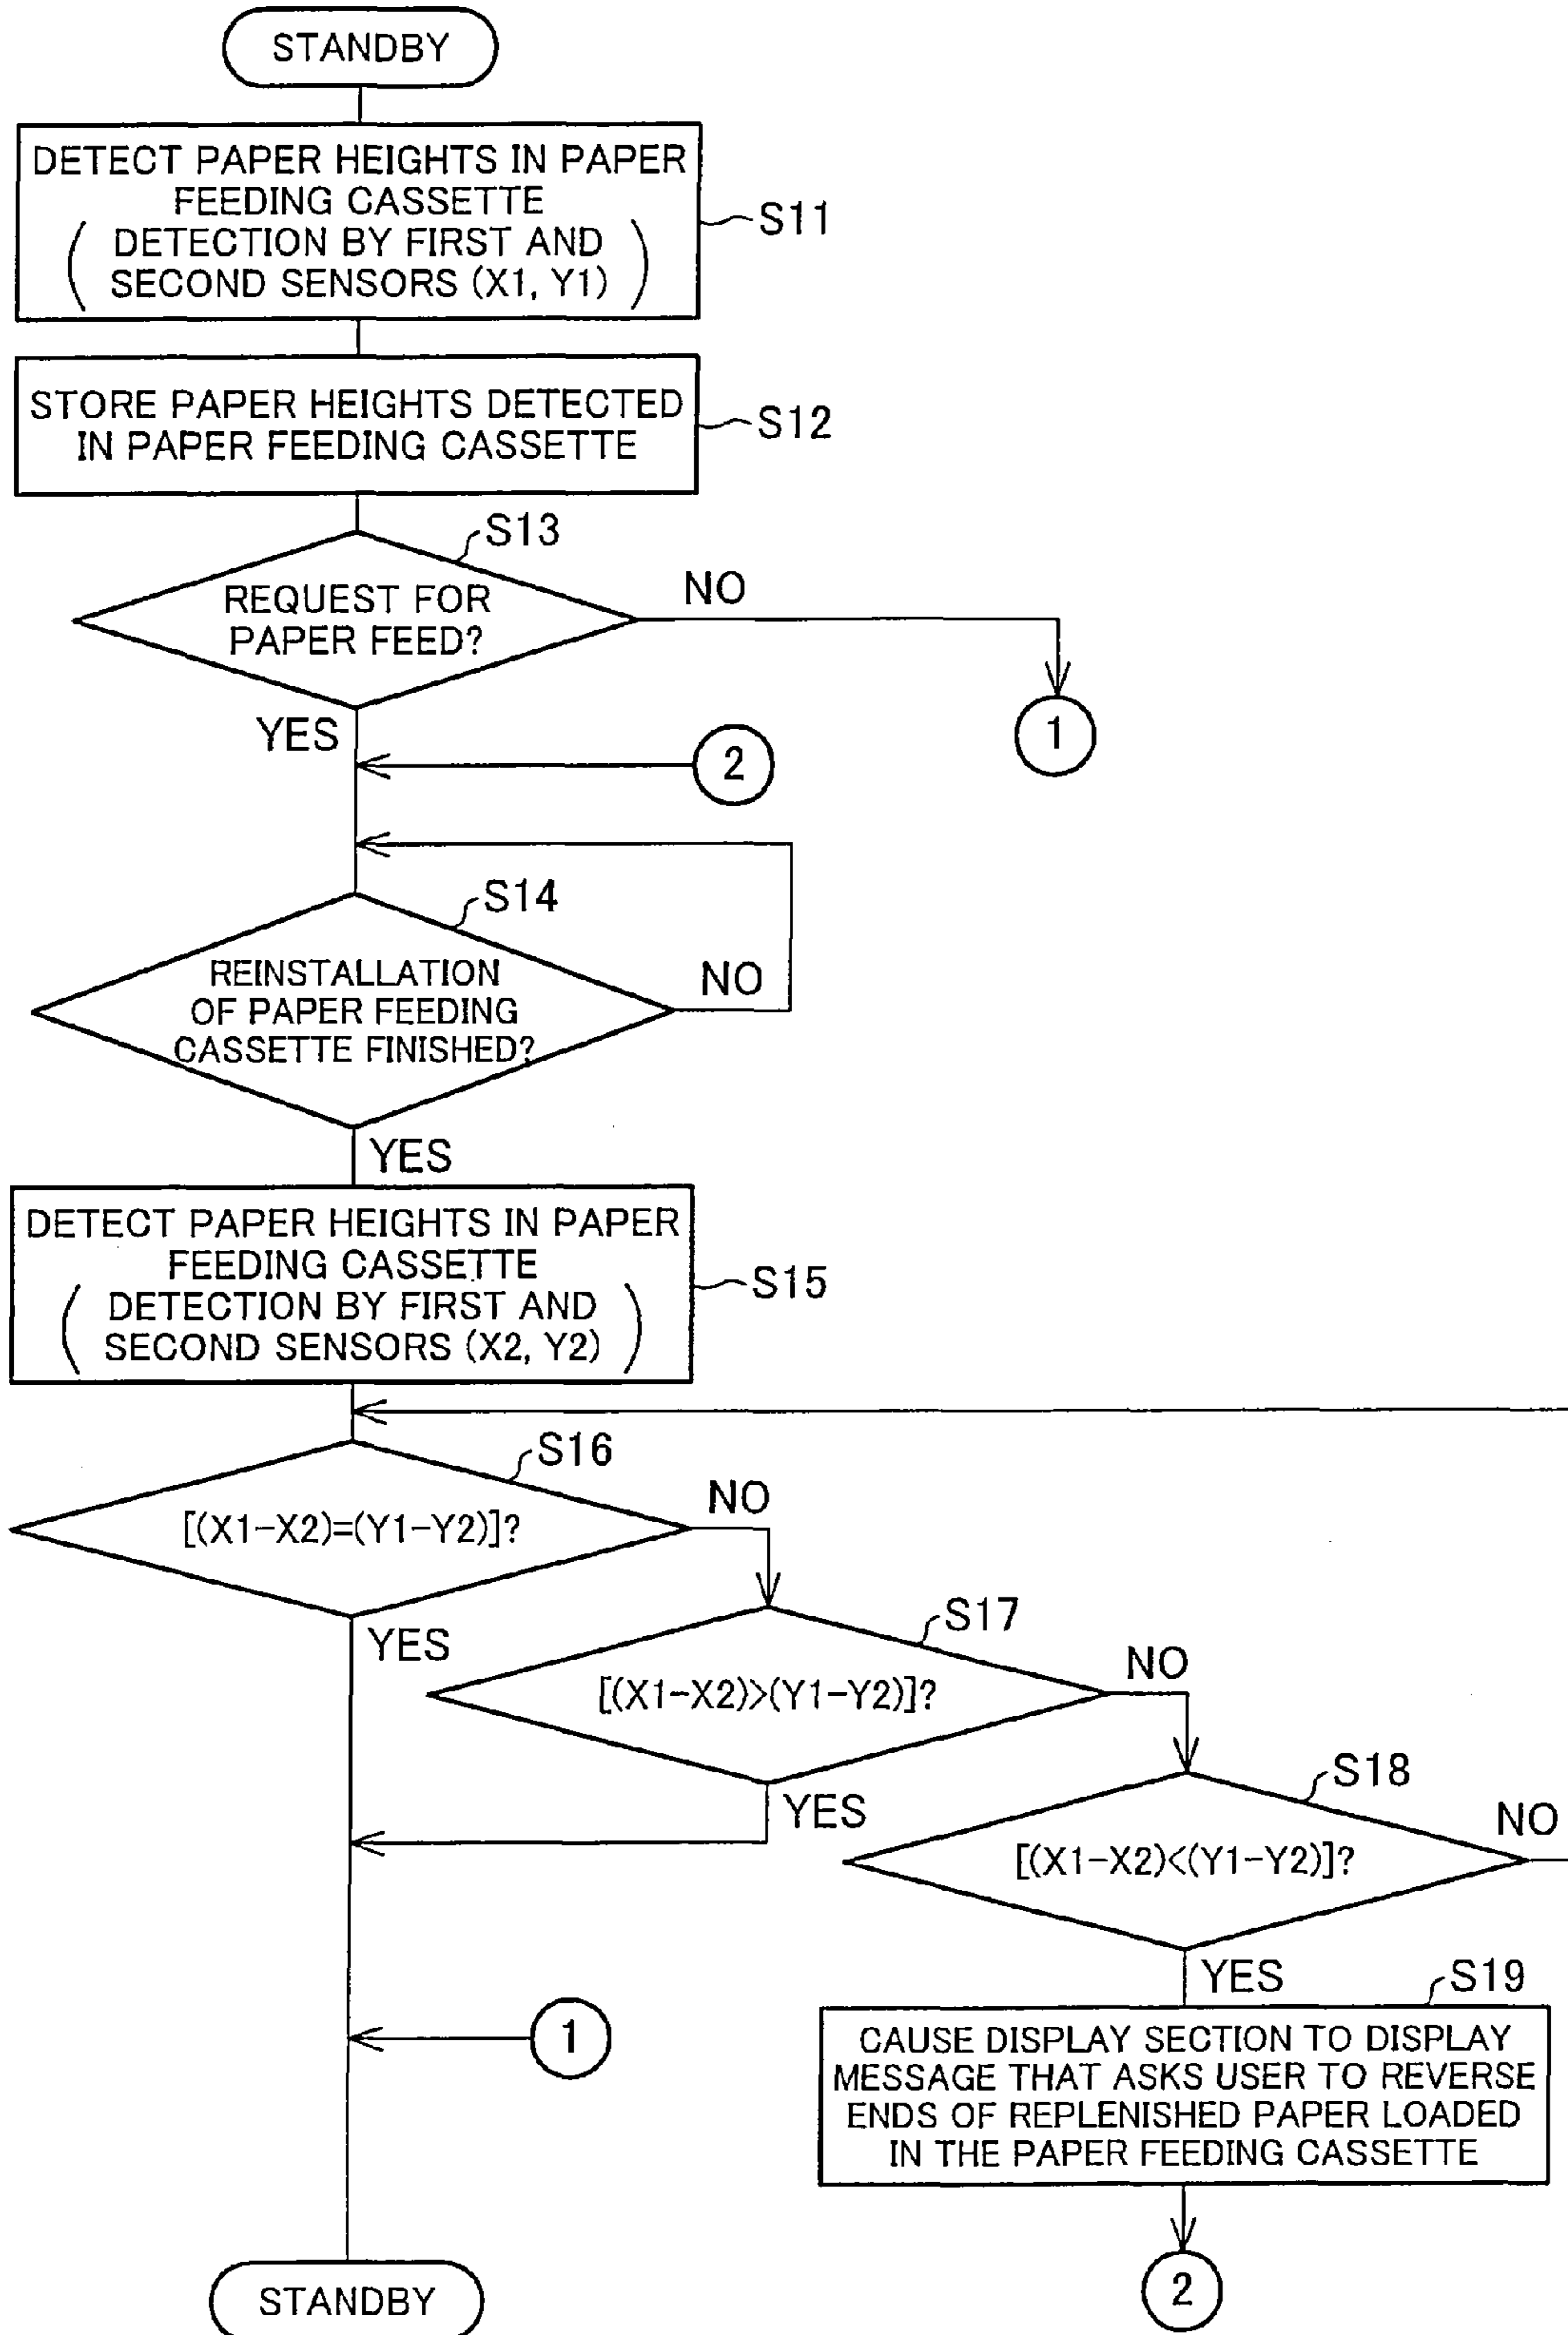 STANDBY
DETECT PAPER HEIGHTS IN PAPER
FEEDING CASSETTE
( DETECTION BY FIRST AND
SECOND SENSORS (X1, Y1) )
S11
STORE PAPER HEIGHTS DETECTED
IN PAPER FEEDING CASSETTE
S12
S13
REQUEST FOR
PAPER FEED?
NO
1
YES
2
S14
REINSTALLATION
OF PAPER FEEDING
CASSETTE FINISHED?
NO
YES
DETECT PAPER HEIGHTS IN PAPER
FEEDING CASSETTE
( DETECTION BY FIRST AND
SECOND SENSORS (X2, Y2) )
S15
S16
[(X1-X2)=(Y1-Y2)]?
NO
YES
S17
[(X1-X2)>(Y1-Y2)]?
NO
YES
S18
[(X1-X2)<(Y1-Y2)]?
NO
YES
S19
CAUSE DISPLAY SECTION TO DISPLAY
MESSAGE THAT ASKS USER TO REVERSE
ENDS OF REPLENISHED PAPER LOADED
IN THE PAPER FEEDING CASSETTE
1
2
STANDBY